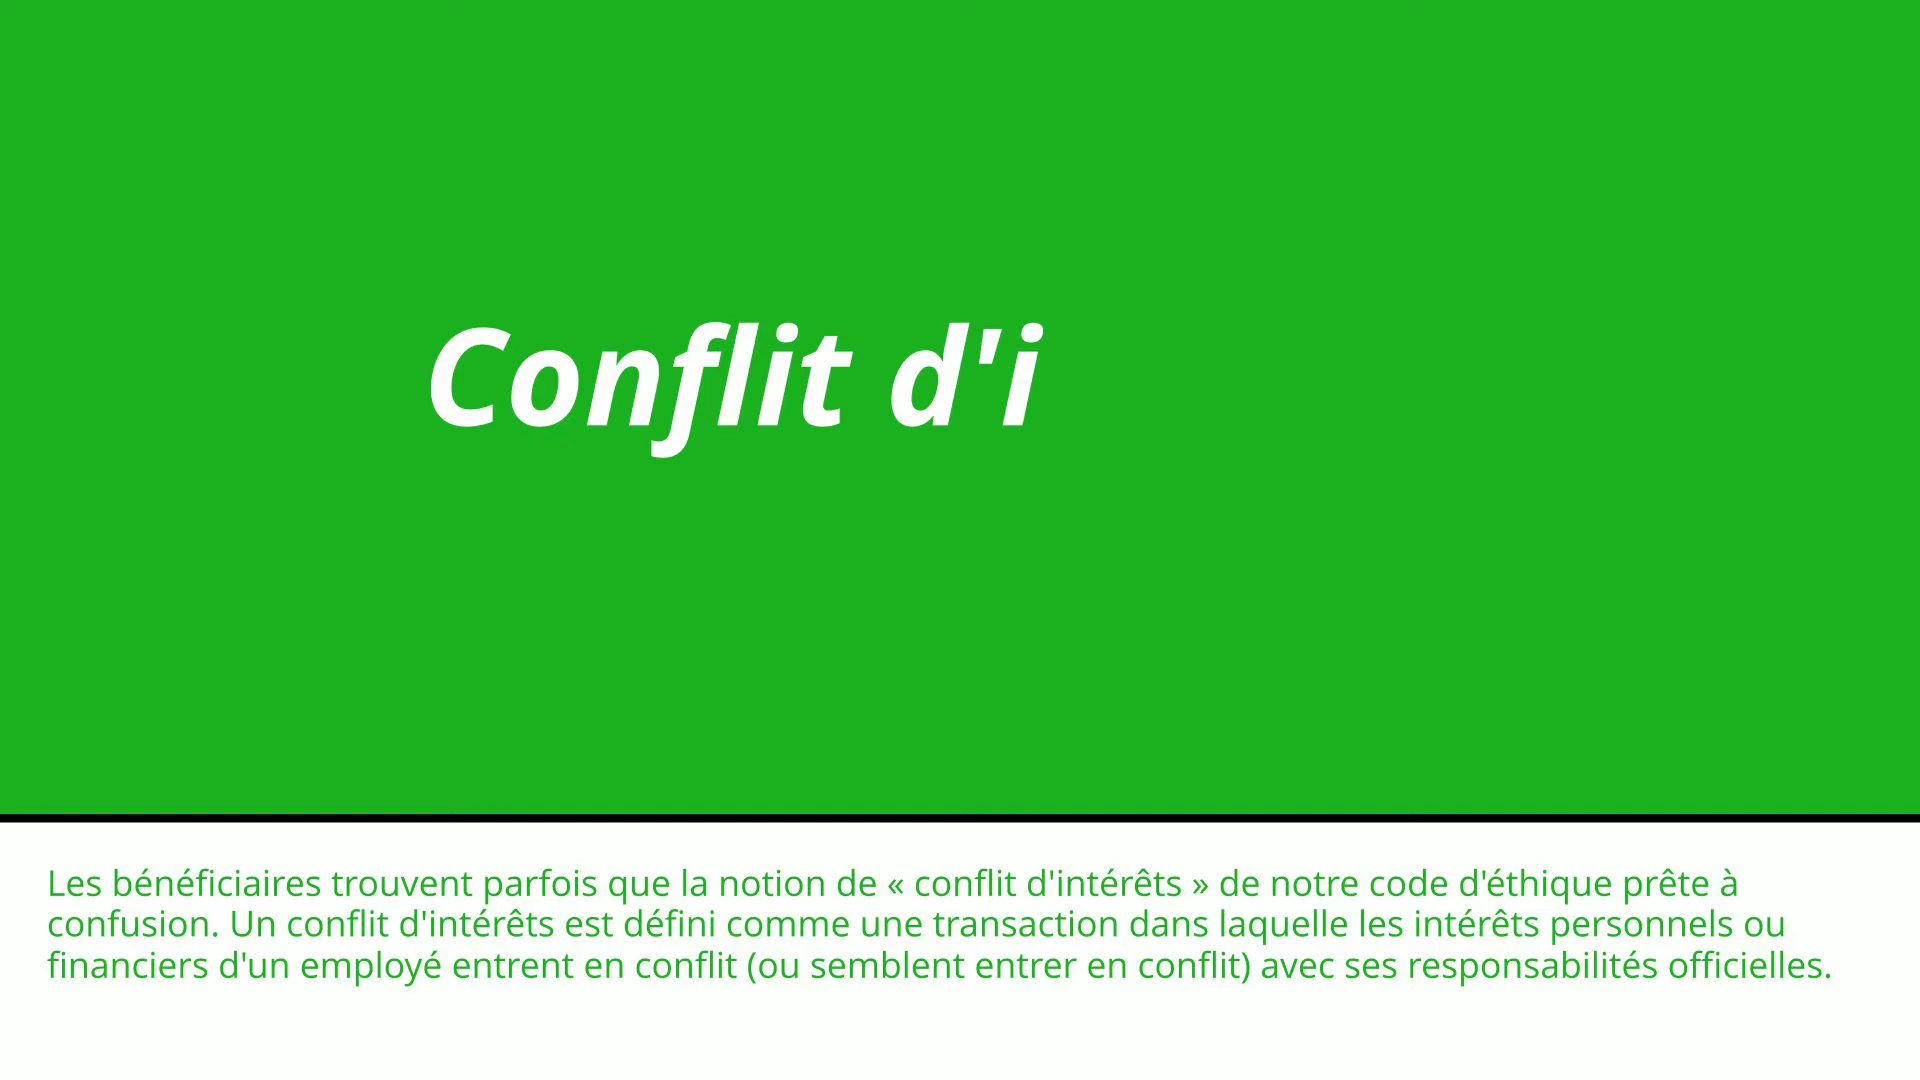 Conflit d'i
Les bénéficiaires trouvent parfois que la notion de « conflit d'intérêts » de notre code d'éthique prête à
confusion. Un conflit d'intérêts est défini comme une transaction dans laquelle les intérêts personnels ou
financiers d'un employé entrent en conflit (ou semblent entrer en conflit) avec ses responsabilités officielles.